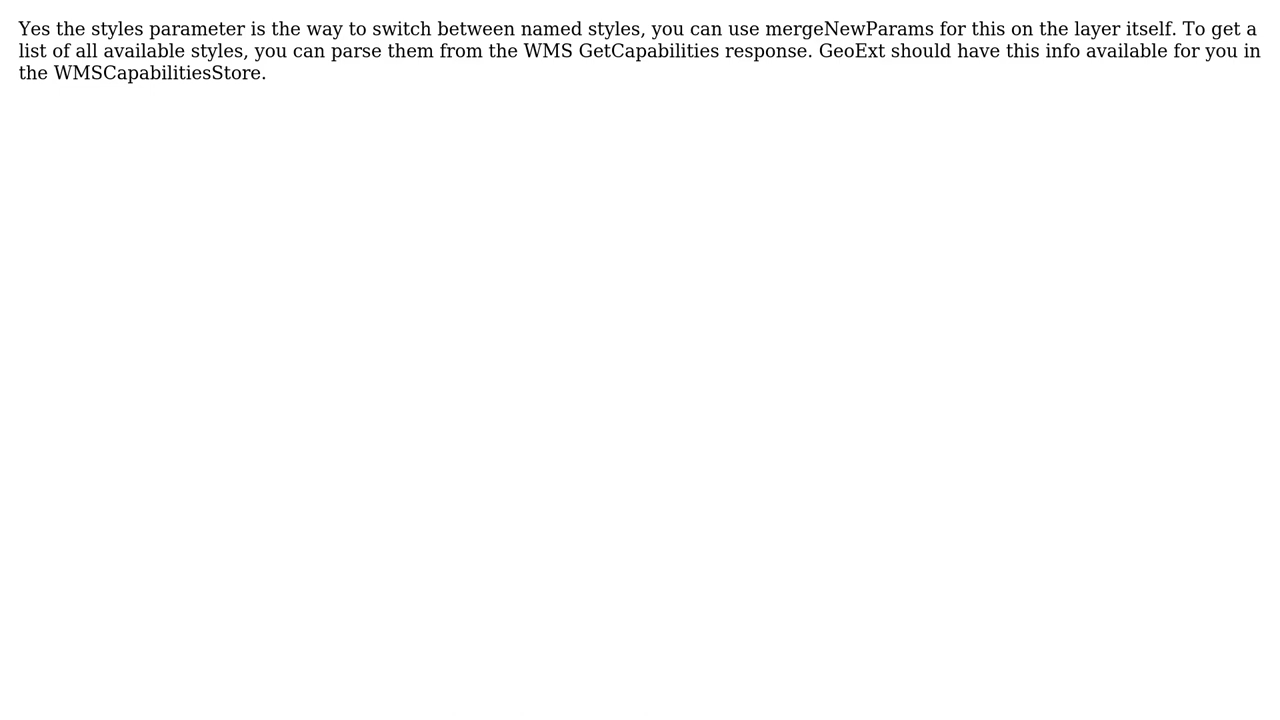 Yes the styles parameter is the way to switch between named styles, you can use mergeNewParams for this on the layer itself. To get a
list of all available styles, you can parse them from the WMS GetCapabilities response. GeoExt should have this info available for you in
the WMSCapabilitiesStore.